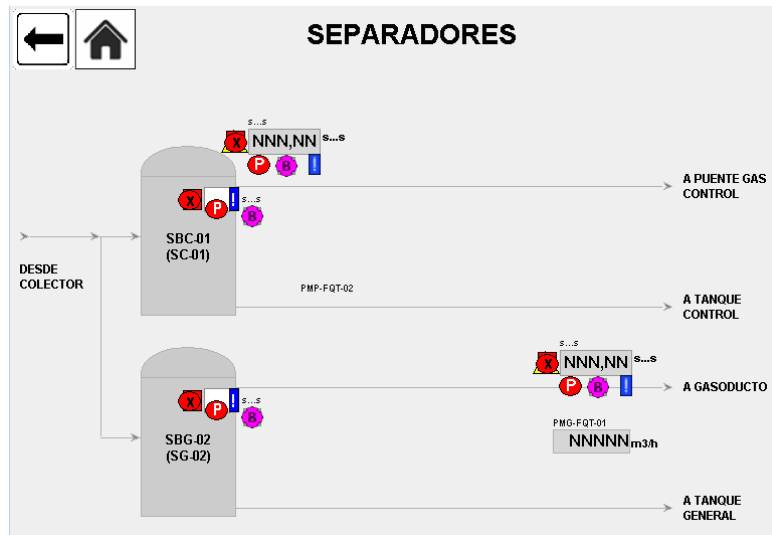 SEPARADORES
s...s
X NNN,NN s...s
P B !
A PUENTE GAS
CONTROL
X P ! s...s
B
SBC-01
(SC-01)
DESDE
COLECTOR
PMP-FQT-02
A TANQUE
CONTROL
s...s
X NNN,NN s...s
P B !
A GASODUCTO
X P ! s...s
B
PMG-FQT-01
NNNNN m3/h
SBG-02
(SG-02)
A TANQUE
GENERAL